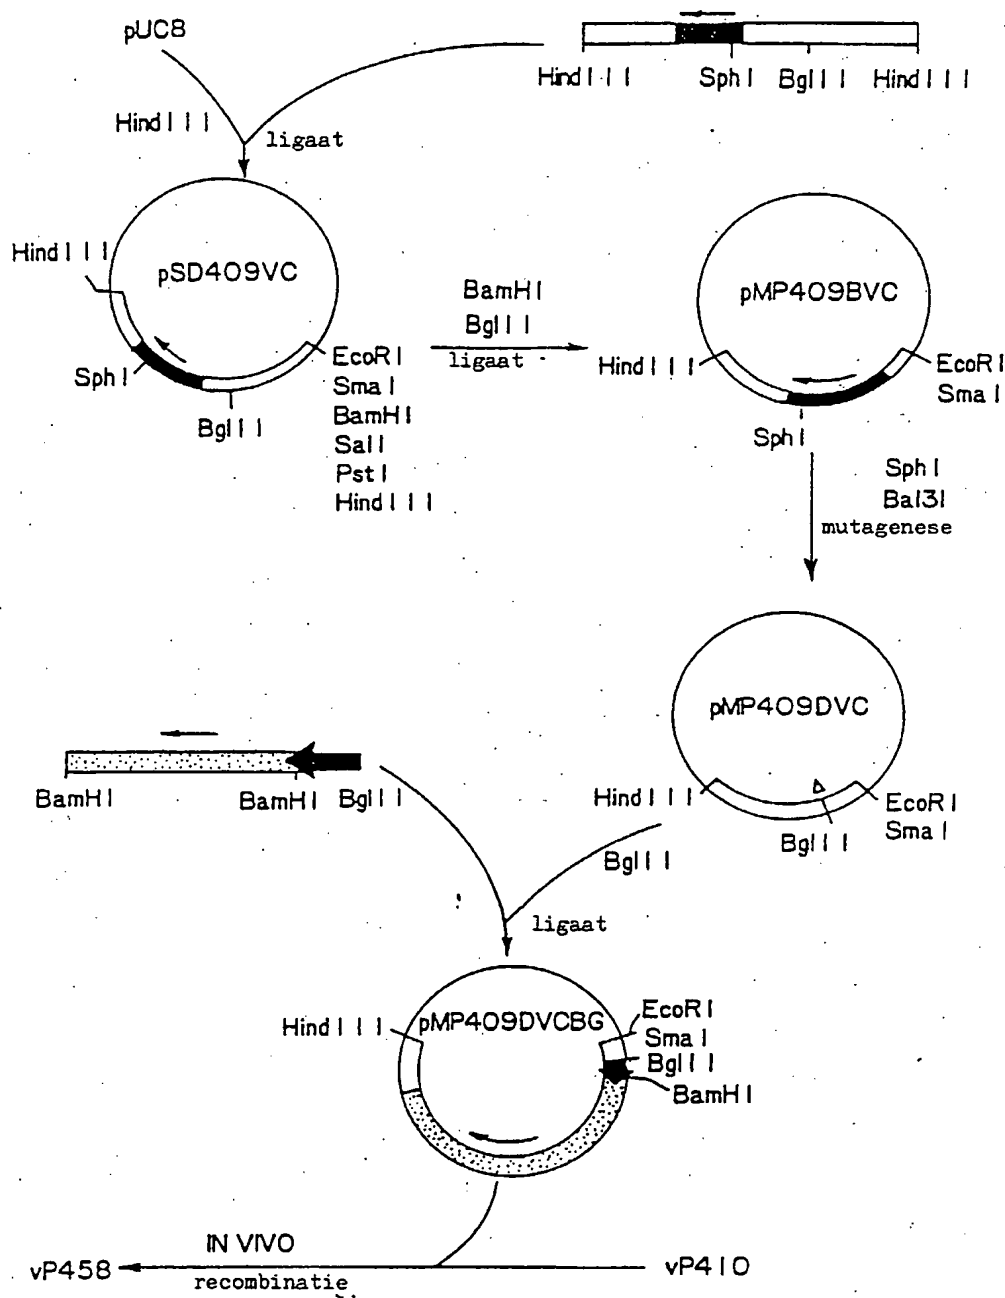 pUC8
HindIII
SphI
BglII
HindIII
HindIII
ligaat
HindIII
pSD409VC
SphI
BglII
EcoRI
SmaI
BamHI
SalI
PstI
HindIII
BamHI
BglII
ligaat
pMP409BVC
HindIII
EcoRI
SmaI
SphI
SphI
Bal31
mutagenese
pMP409DVC
HindIII
Δ
BglII
EcoRI
SmaI
BamHI
BamHI
BglII
BglII
ligaat
HindIII
pMP409DVCBG
EcoRI
SmaI
BglII
BamHI
IN VIVO
vP458
recombinatie
vP410